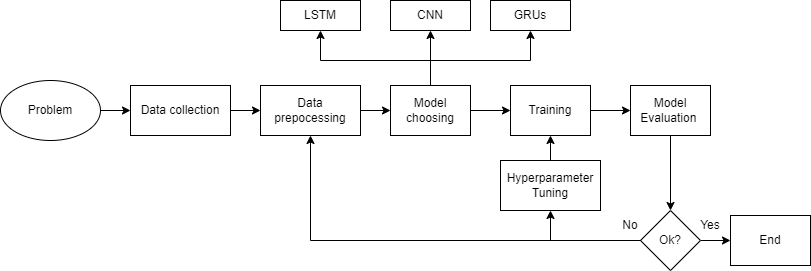 LSTM
CNN
GRUs
Problem
Data collection
Data
prepocessing
Model
choosing
Training
Model
Evaluation
Hyperparameter
Tuning
No
Ok?
Yes
End